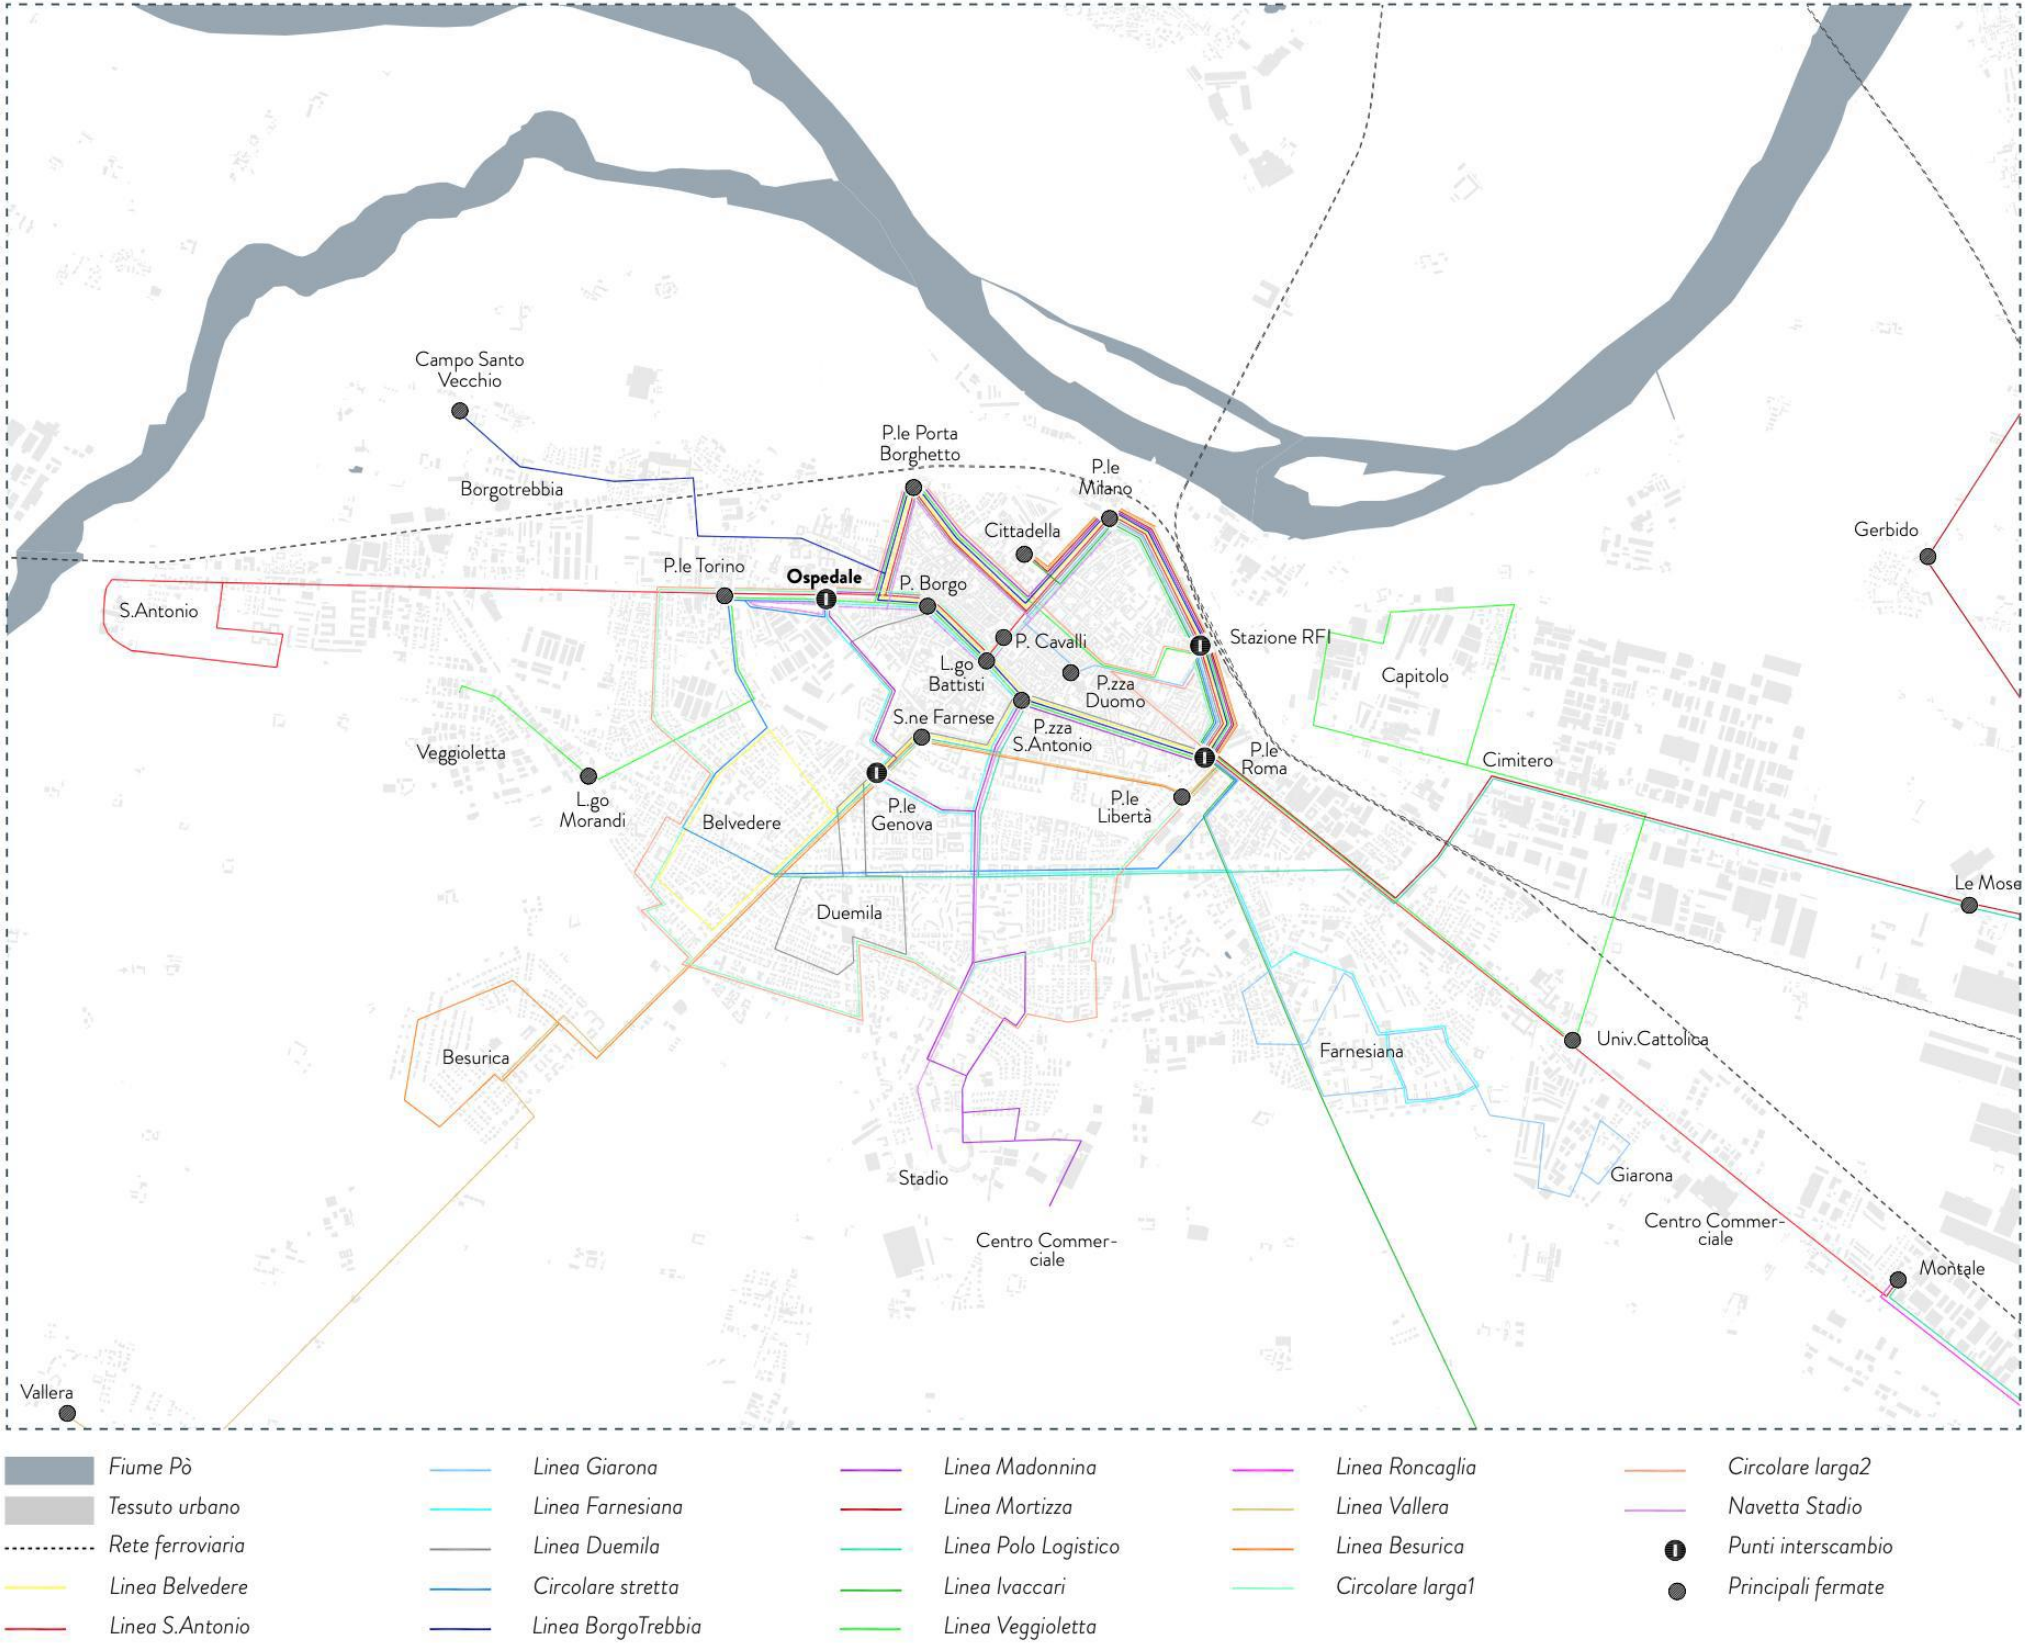 Campo Santo
Vecchio
Borgotrebbia
P.le Porta
Borghetto
P.le
Milano
Cittadella
Gerbido
P.le Torino
Ospedale
P. Borgo
S.Antonio
Stazione RFI
P. Cavalli
L.go
Battisti
P.zza
Duomo
Capitolo
S.ne Farnese
P.zza
S.Antonio
Veggioletta
P.le
Roma
Cimitero
L.go
Morandi
Belvedere
P.le
Genova
P.le
Libertà
Le Mose
Duemila
Besurica
Farnesiana
Univ.Cattolica
Stadio
Giarona
Centro Commer-
ciale
Centro Commer-
ciale
Montale
Vallera
Fiume Pò
Tessuto urbano
Rete ferroviaria
Linea Belvedere
Linea S.Antonio
Linea Giarona
Linea Farnesiana
Linea Duemila
Circolare stretta
Linea BorgoTrebbia
Linea Madonnina
Linea Mortizza
Linea Polo Logistico
Linea Ivaccari
Linea Veggioletta
Linea Roncaglia
Linea Vallera
Linea Besurica
Circolare larga1
Circolare larga2
Navetta Stadio
Punti interscambio
Principali fermate